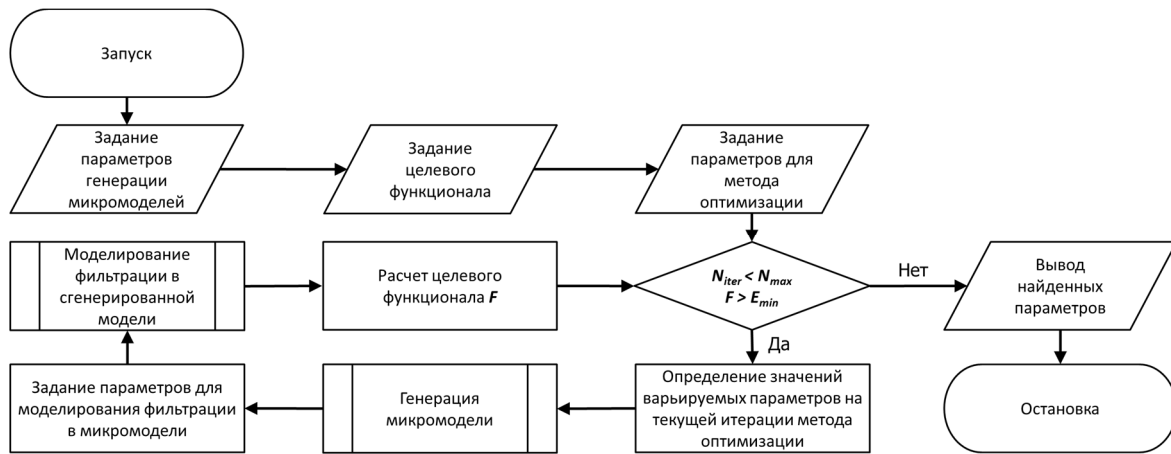 Запуск
Задание
параметров
генерации
микромоделей
Задание
целевого
функционала
Задание
параметров для
метода
оптимизации
Моделирование
фильтрации в
сгенерированной
модели
Расчет целевого
функционала F
N_iter < N_max
F > E_min
Нет
Вывод
найденных
параметров
Да
Задание параметров для
моделирования фильтрации
в микромодели
Генерация
микромодели
Определение значений
варьируемых параметров на
текущей итерации метода
оптимизации
Остановка